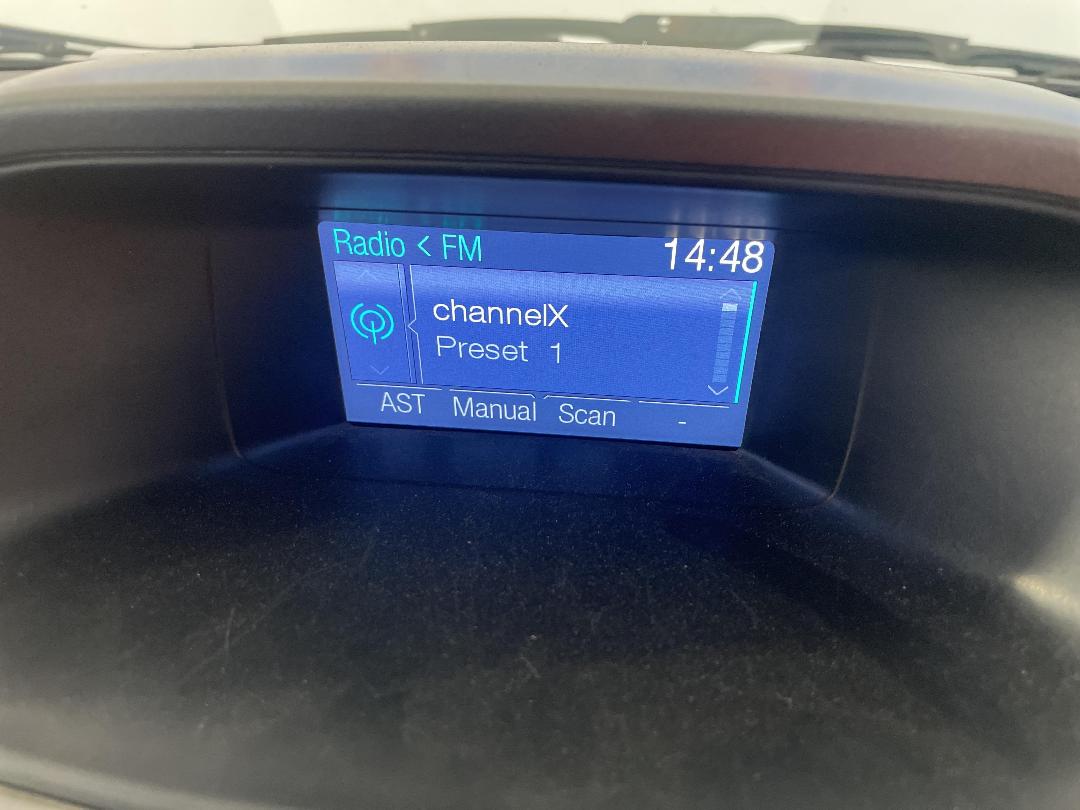 Radio < FM 14:48
channelX
Preset 1
AST Manual Scan -